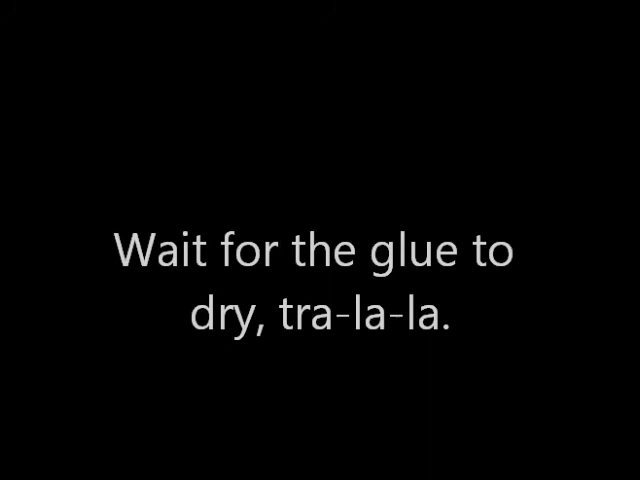 Wait for the glue to
dry, tra-la-la.